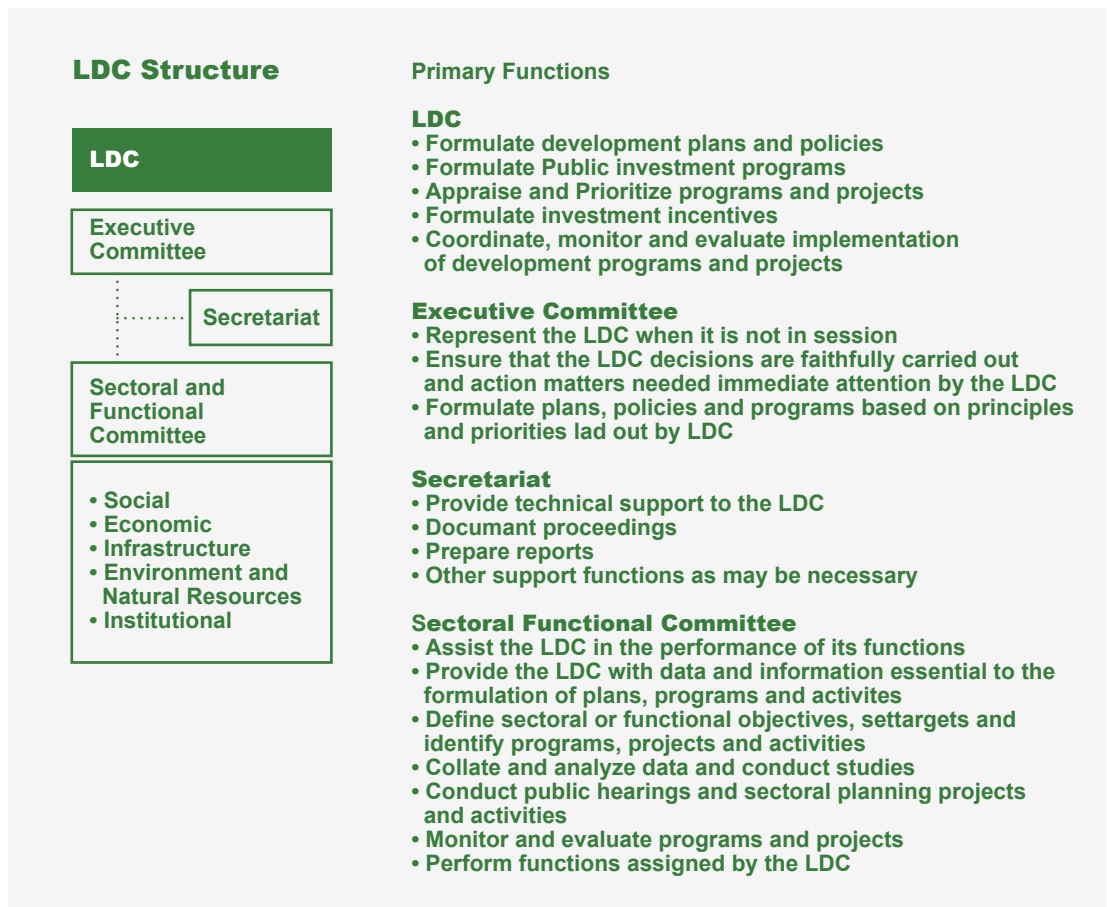 LDC Structure
LDC
Executive
Committee
Secretariat
Sectoral and
Functional
Committee
• Social
• Economic
• Infrastructure
• Environment and
Natural Resources
• Institutional
Primary Functions
LDC
• Formulate development plans and policies
• Formulate Public investment programs
• Appraise and Prioritize programs and projects
• Formulate investment incentives
• Coordinate, monitor and evaluate implementation
of development programs and projects
Executive Committee
• Represent the LDC when it is not in session
• Ensure that the LDC decisions are faithfully carried out
and action matters needed immediate attention by the LDC
• Formulate plans, policies and programs based on principles
and priorities lad out by LDC
Secretariat
• Provide technical support to the LDC
• Documant proceedings
• Prepare reports
• Other support functions as may be necessary
Sectoral Functional Committee
• Assist the LDC in the performance of its functions
• Provide the LDC with data and information essential to the
formulation of plans, programs and activites
• Define sectoral or functional objectives, settargets and
identify programs, projects and activities
• Collate and analyze data and conduct studies
• Conduct public hearings and sectoral planning projects
and activities
• Monitor and evaluate programs and projects
• Perform functions assigned by the LDC